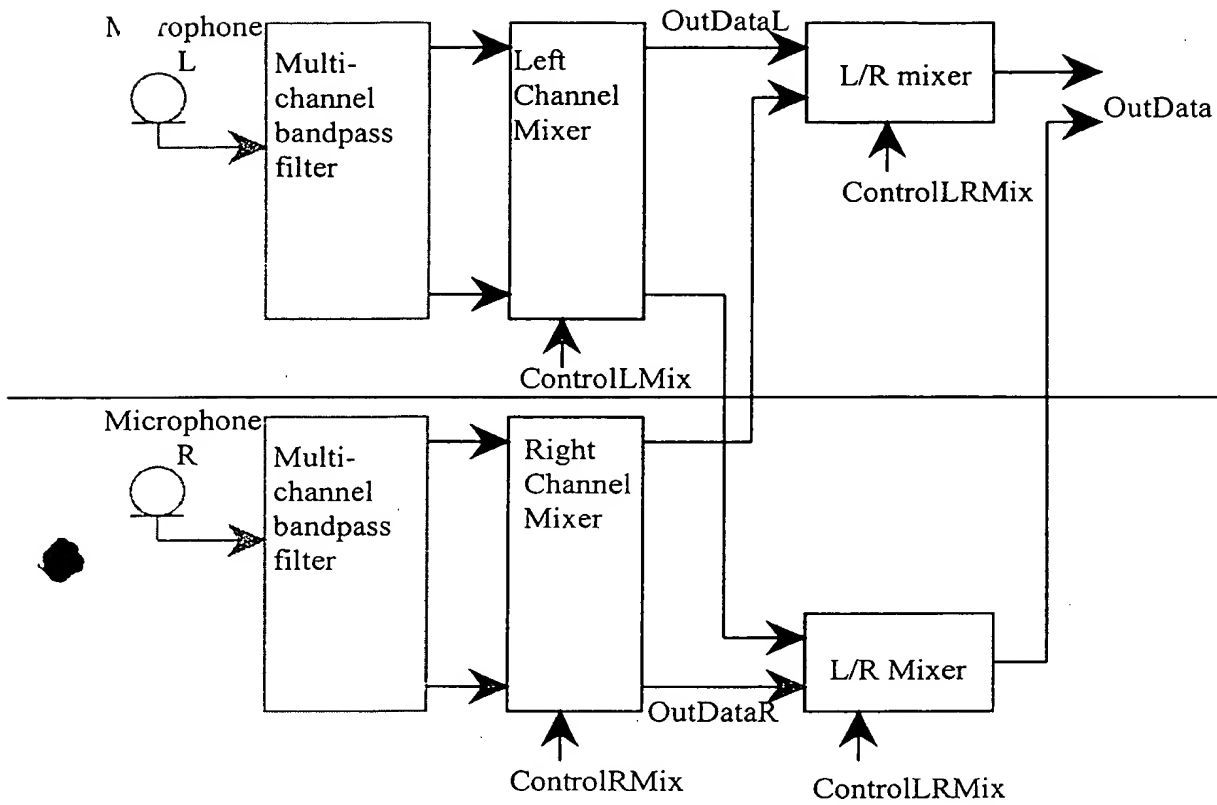 L
Multi-
channel
bandpass
filter
Left
Channel
Mixer
OutDataL
L/R mixer
OutData
ControlLRMix
ControlLMix
Microphone
R
Multi-
channel
bandpass
filter
Right
Channel
Mixer
OutDataR
L/R Mixer
ControlRMix
ControlLRMix